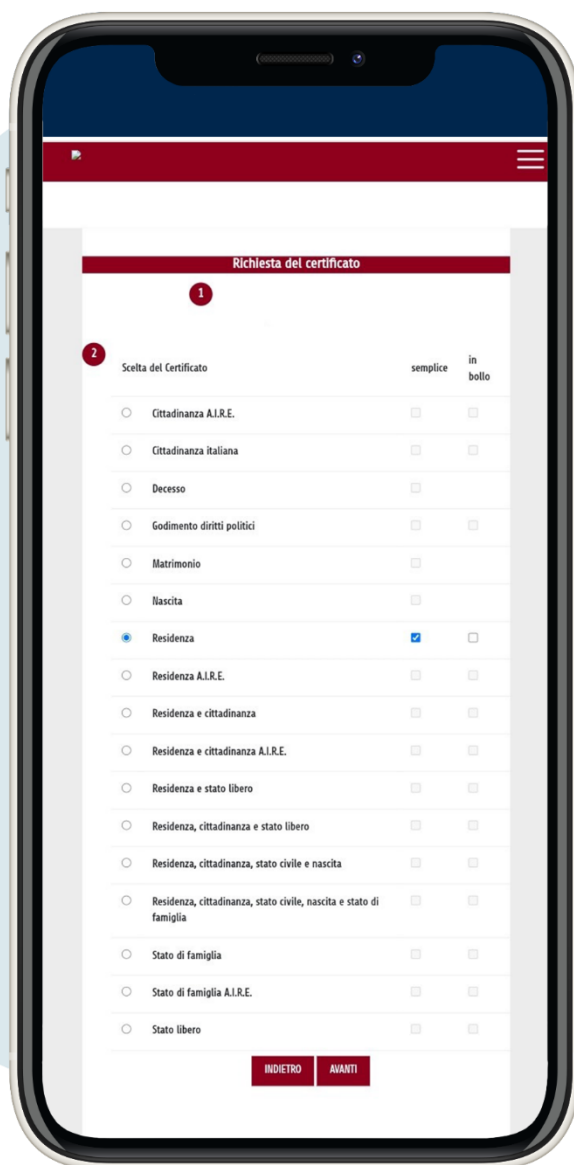 Richiesta del certificato
1
2
Scelta del Certificato semplice in
bollo
Cittadinanza A.I.R.E.
Cittadinanza italiana
Decesso
Godimento diritti politici
Matrimonio
Nascita
Residenza
Residenza A.I.R.E.
Residenza e cittadinanza
Residenza e cittadinanza A.I.R.E.
Residenza e stato libero
Residenza, cittadinanza e stato libero
Residenza, cittadinanza, stato civile e nascita
Residenza, cittadinanza, stato civile, nascita e stato di
famiglia
Stato di famiglia
Stato di famiglia A.I.R.E.
Stato libero
INDIETRO AVANTI